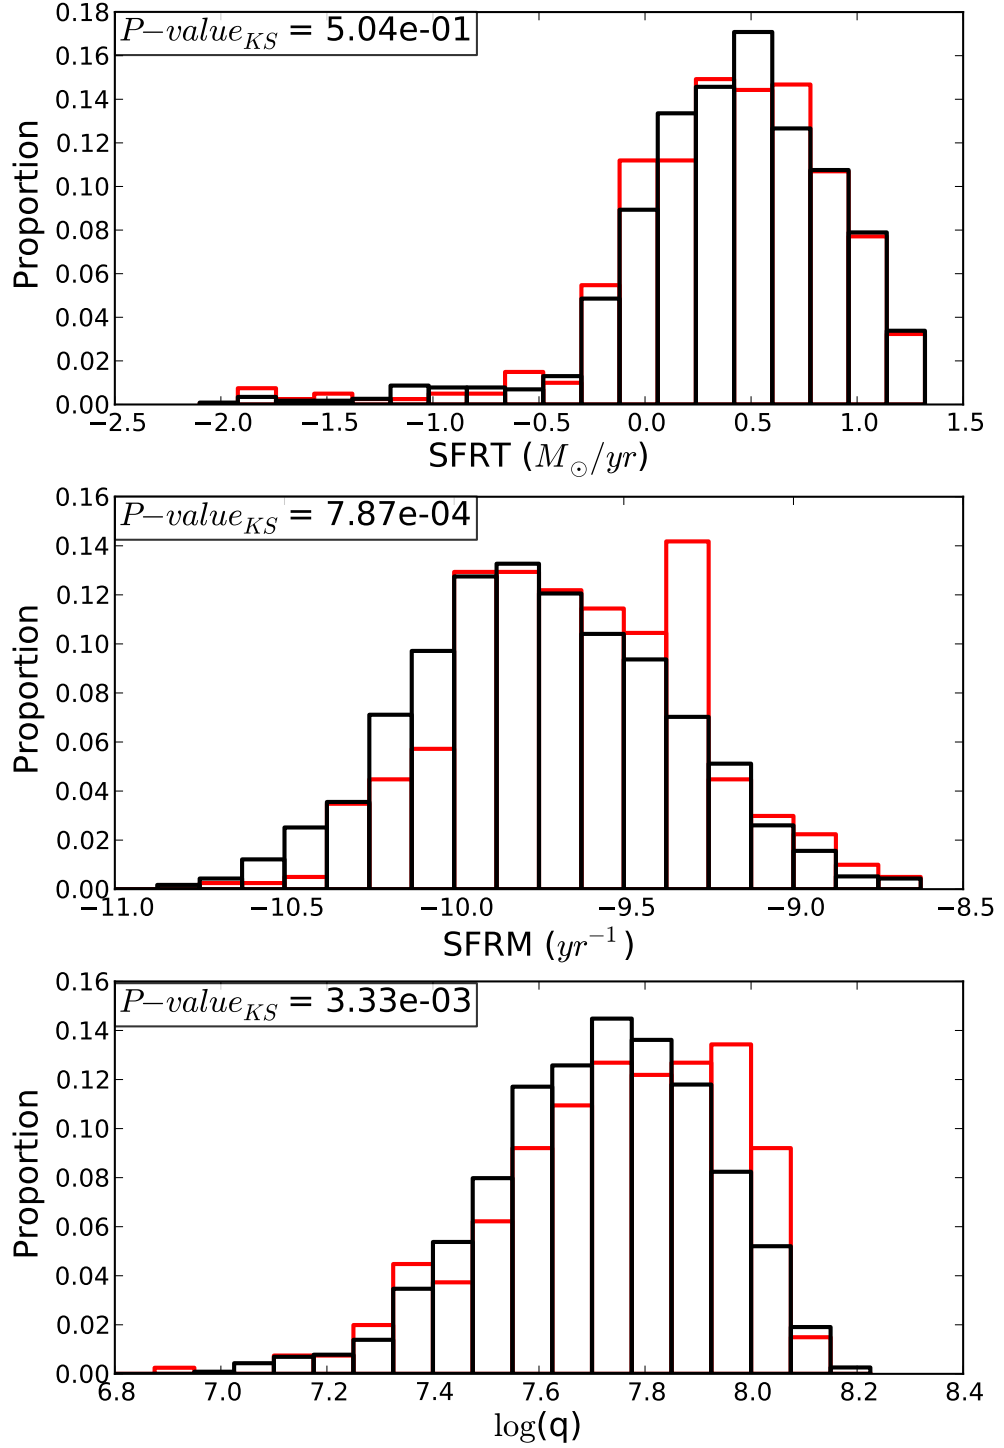 P−value_KS = 5.04e-01
0.18
0.16
0.14
0.12
0.10
0.08
0.06
0.04
0.02
0.00
Proportion
−2.5 −2.0 −1.5 −1.0 −0.5 0.0 0.5 1.0 1.5
SFRT (M_⊙/yr)
P−value_KS = 7.87e-04
0.16
0.14
0.12
0.10
0.08
0.06
0.04
0.02
0.00
Proportion
−11.0 −10.5 −10.0 −9.5 −9.0 −8.5
SFRM (yr^−1)
P−value_KS = 3.33e-03
0.16
0.14
0.12
0.10
0.08
0.06
0.04
0.02
0.00
Proportion
6.8 7.0 7.2 7.4 7.6 7.8 8.0 8.2 8.4
log(q)